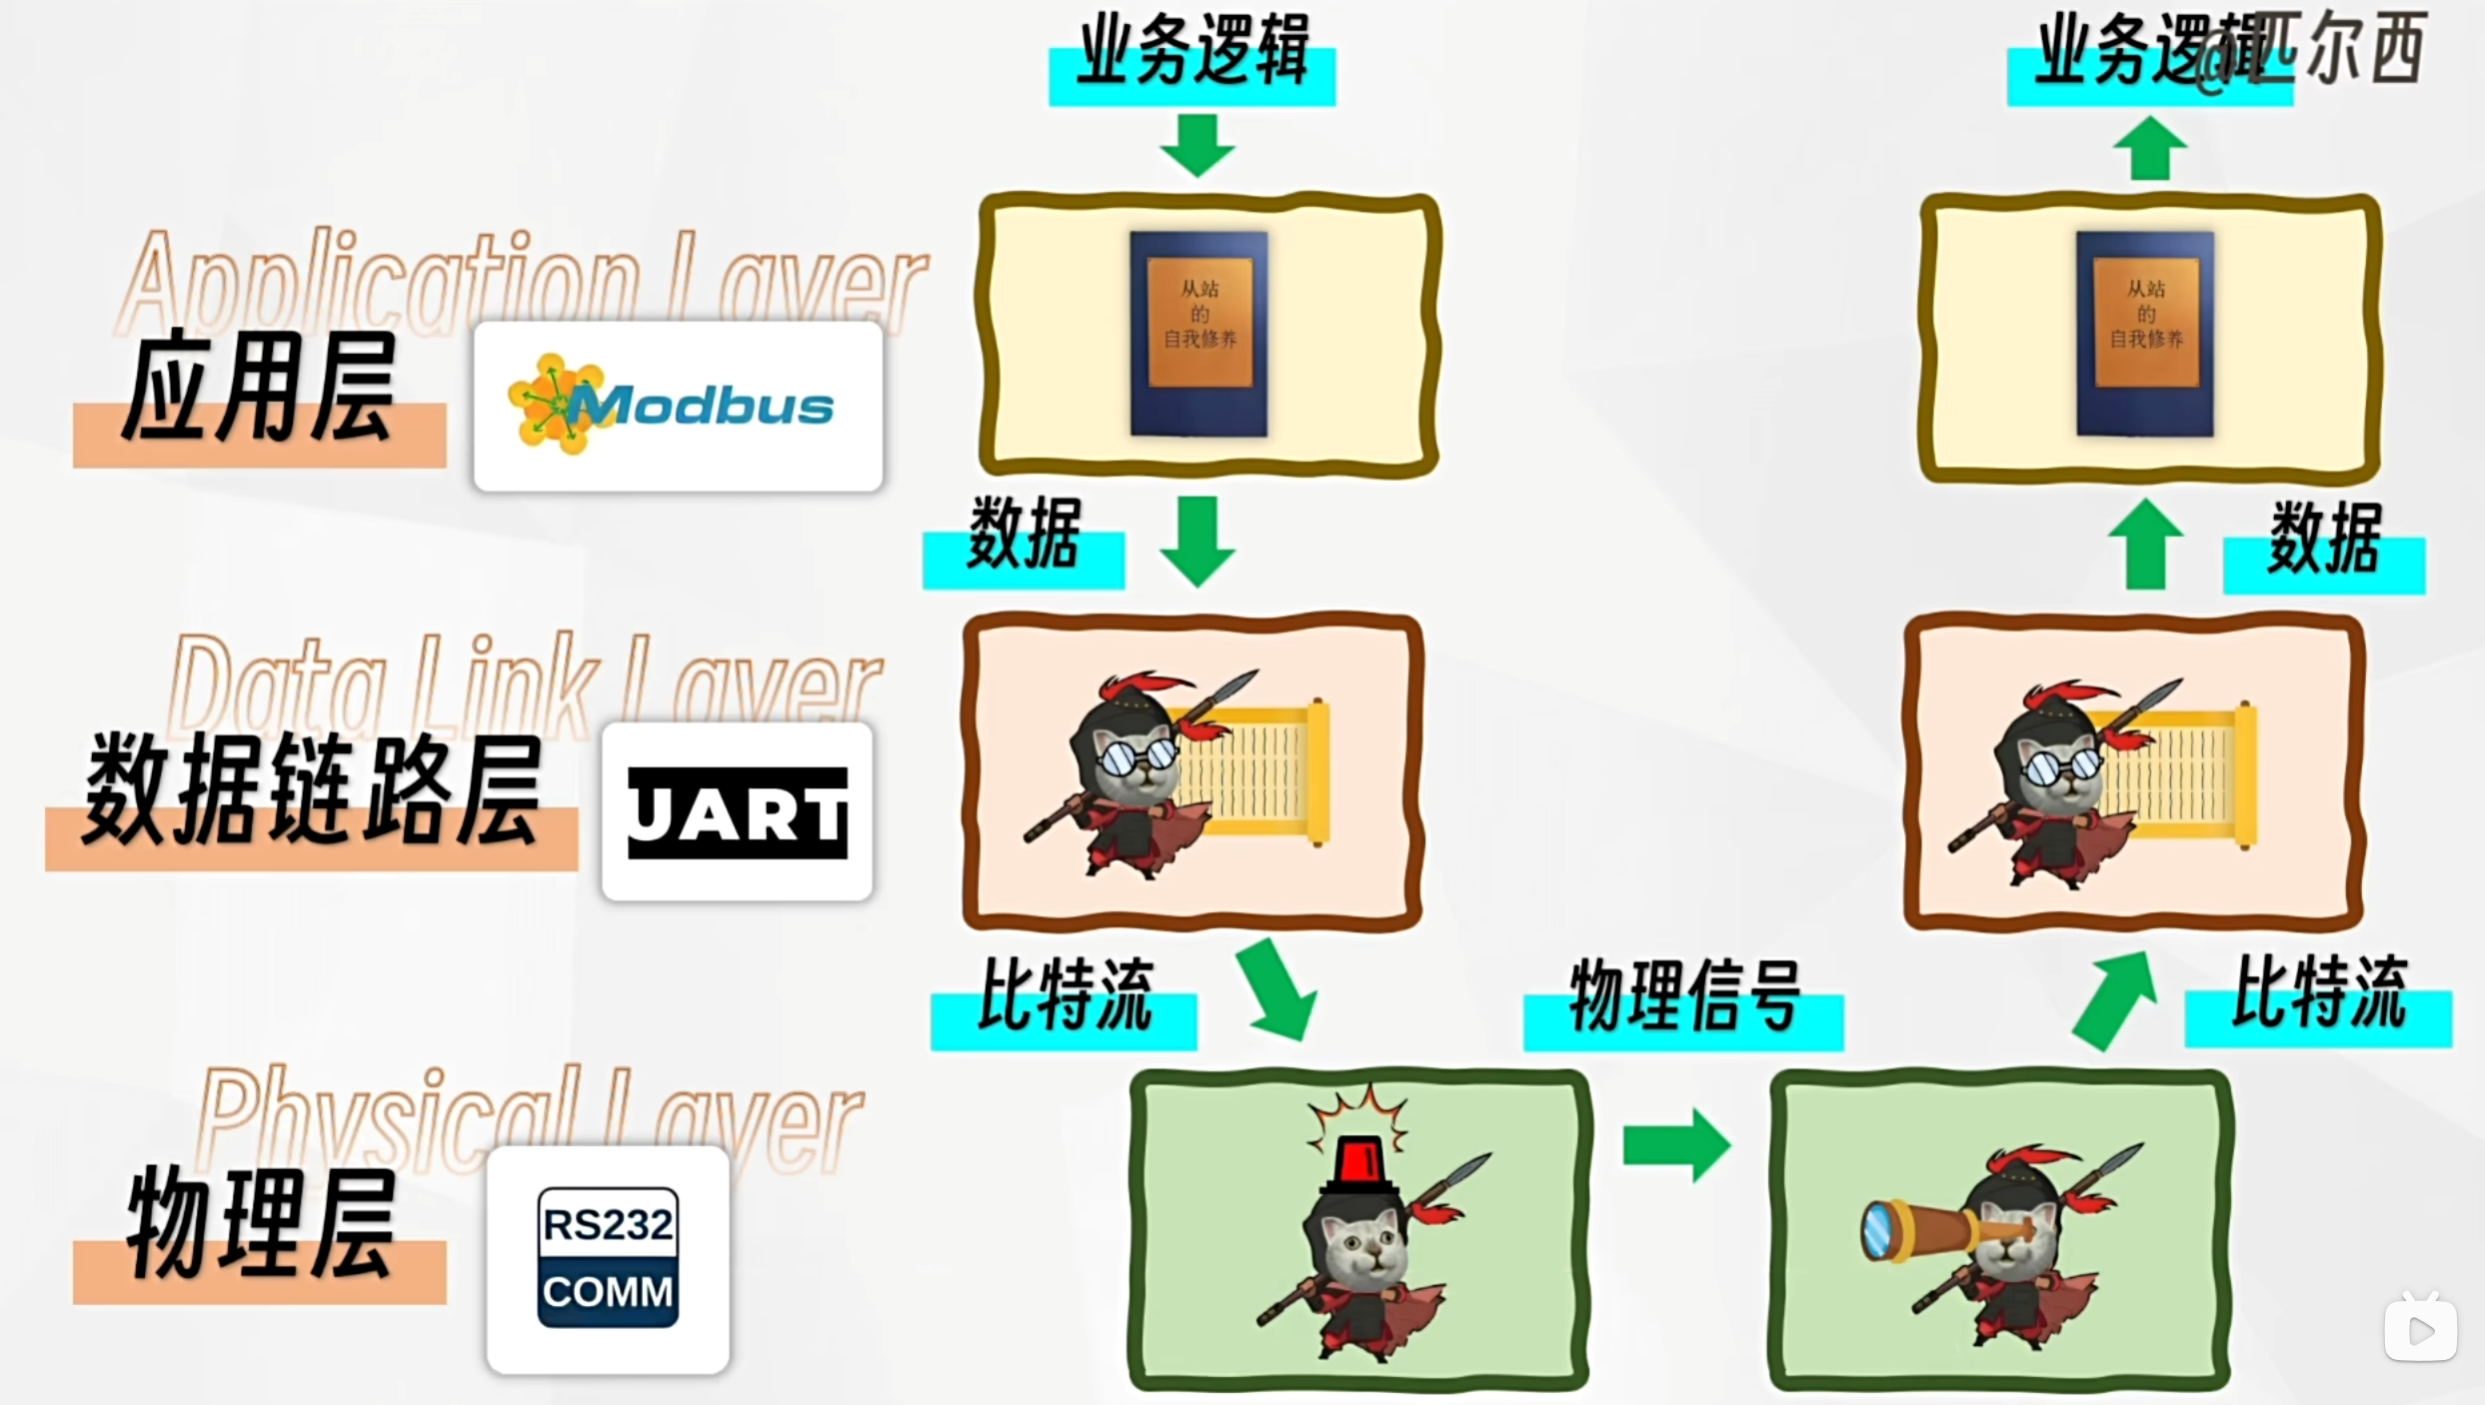 业务逻辑
业务逻辑
@匹尔西
Application Layer
应用层
Modbus
从站
的
自我修养
从站
的
自我修养
数据
数据
Data Link Layer
数据链路层
UART
比特流
物理信号
比特流
Physical Layer
物理层
RS232
COMM